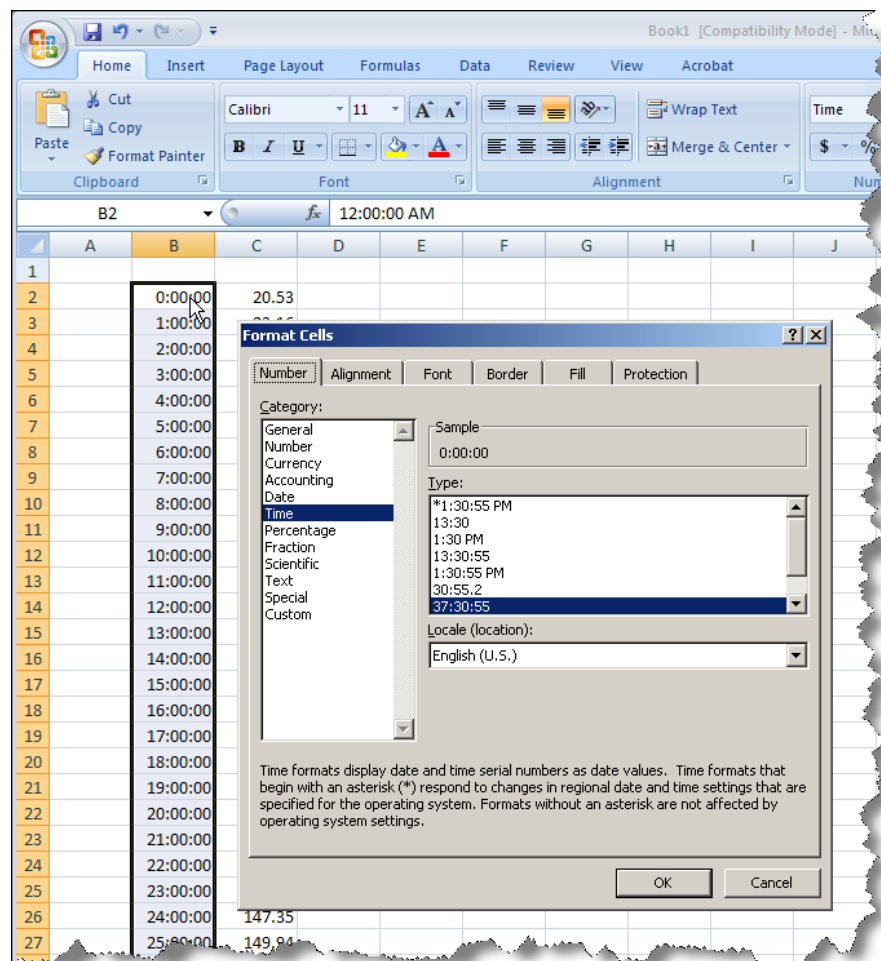 Book1 [Compatibility Mode] -
Home Insert Page Layout Formulas Data Review View Acrobat
Paste
Cut
Copy
Format Painter
Clipboard
Calibri 11 A A
B I U A
Font
Wrap Text
Merge & Center
Alignment
Time
$ %
B2 fx 12:00:00 AM
A B C D E F G H I J
1
2 0:00:00 20.53
3 1:00:00
4 2:00:00
5 3:00:00
6 4:00:00
7 5:00:00
8 6:00:00
9 7:00:00
10 8:00:00
11 9:00:00
12 10:00:00
13 11:00:00
14 12:00:00
15 13:00:00
16 14:00:00
17 15:00:00
18 16:00:00
19 17:00:00
20 18:00:00
21 19:00:00
22 20:00:00
23 21:00:00
24 22:00:00
25 23:00:00
26 24:00:00 147.35
27 25:00:00 149.94
Format Cells
Number Alignment Font Border Fill Protection
Category:
General
Number
Currency
Accounting
Date
Time
Percentage
Fraction
Scientific
Text
Special
Custom
Sample
0:00:00
Type:
*1:30:55 PM
13:30
1:30 PM
13:30:55
1:30:55 PM
30:55.2
37:30:55
Locale (location):
English (U.S.)
Time formats display date and time serial numbers as date values. Time formats that
begin with an asterisk (*) respond to changes in regional date and time settings that are
specified for the operating system. Formats without an asterisk are not affected by
operating system settings.
OK Cancel